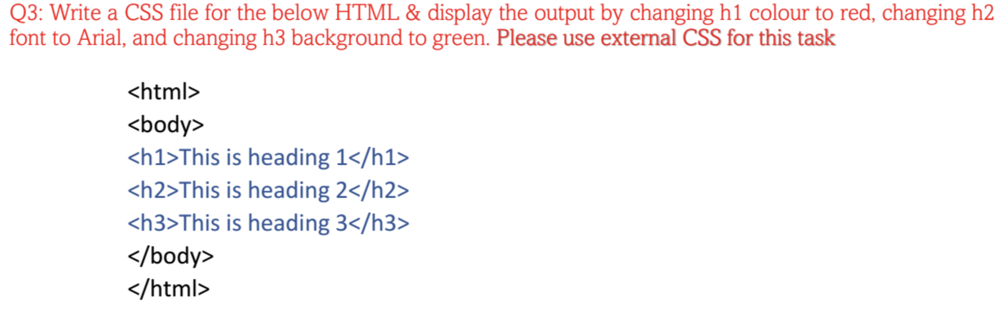 Q3: Write a CSS file for the below HTML & display the output by changing h1 colour to red, changing h2
font to Arial, and changing h3 background to green. Please use external CSS for this task
<html>
<body>
<h1>This is heading 1</h1>
<h2>This is heading 2</h2>
<h3>This is heading 3</h3>
</body>
</html>